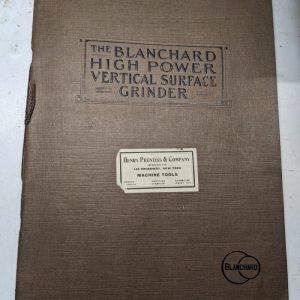 THE BLANCHARD
HIGH POWER
VERTICAL SURFACE
GRINDER
HENRY PRENTISS & COMPANY
149 BROADWAY, NEW YORK
MACHINE TOOLS
BLANCHARD